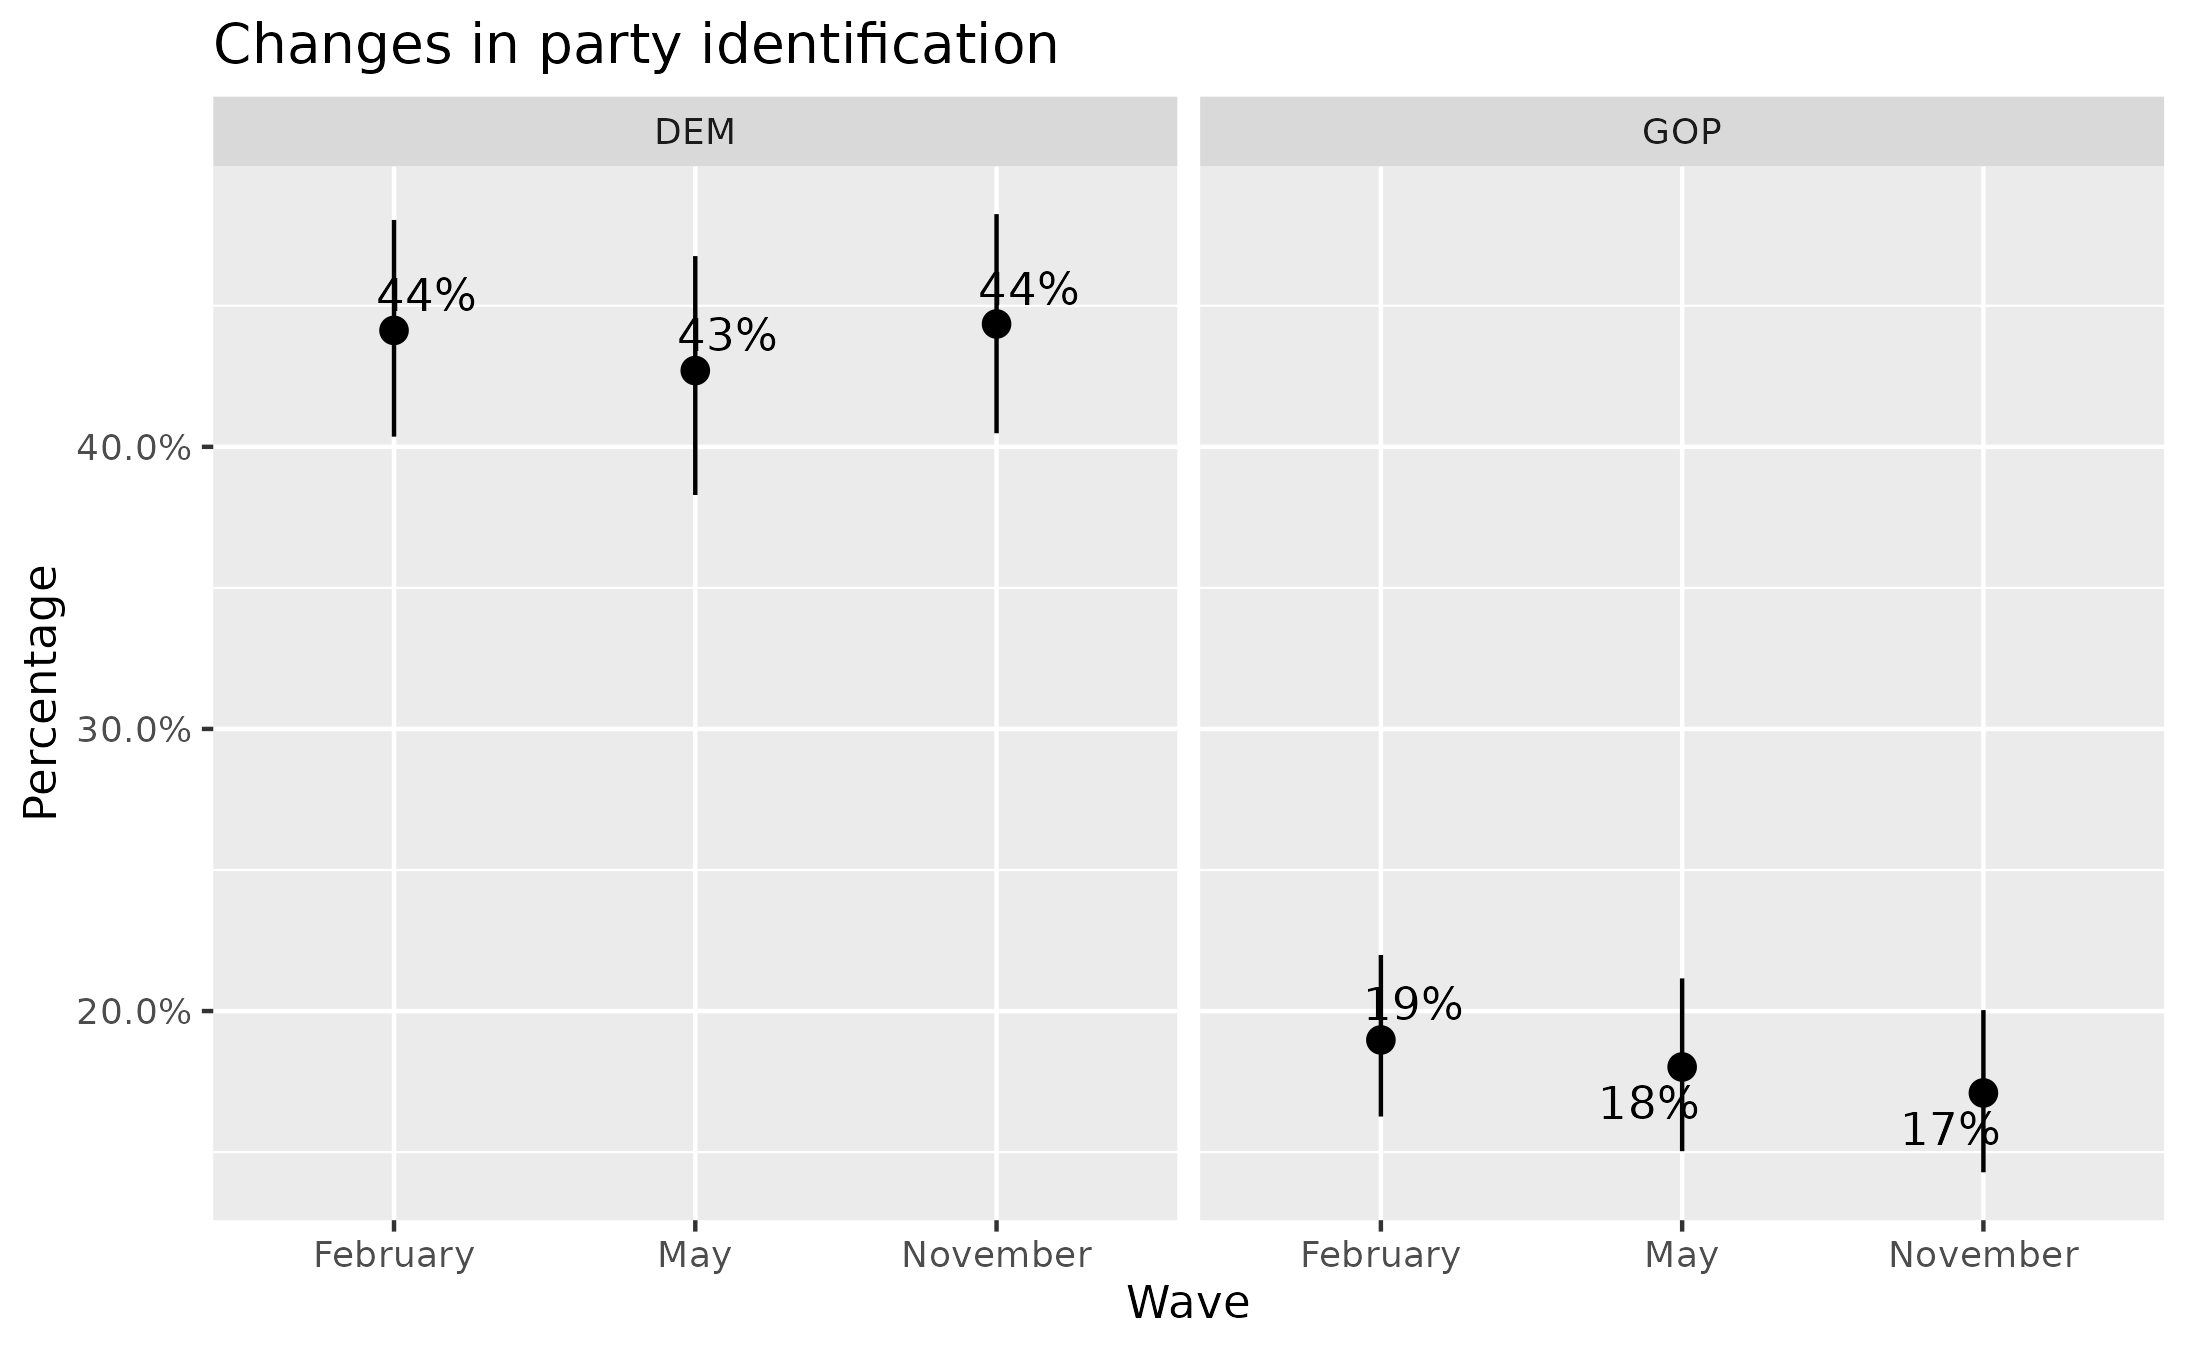 Changes in party identification
DEM
GOP
44%
43%
44%
19%
18%
17%
40.0%
30.0%
20.0%
Percentage
February May November
February May November
Wave